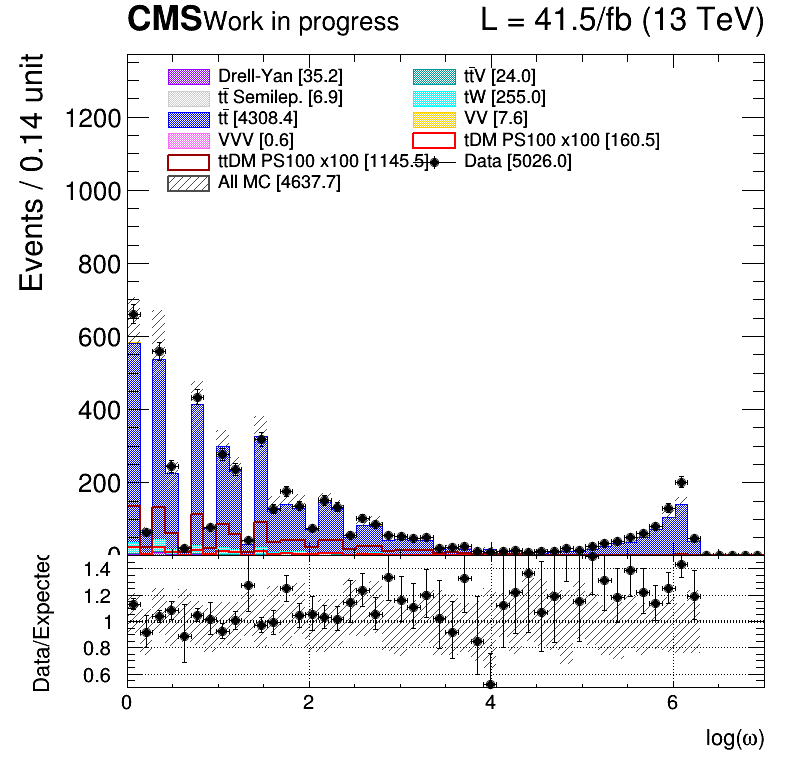 CMS Work in progress L = 41.5/fb (13 TeV)
Events / 0.14 unit
1200
1000
800
600
400
200
0
Drell-Yan [35.2]
tt̄ Semilep. [6.9]
tt̄ [4308.4]
VVV [0.6]
ttDM PS100 x100 [1145.5]
All MC [4637.7]
tt̄V [24.0]
tW [255.0]
VV [7.6]
tDM PS100 x100 [160.5]
Data [5026.0]
Data/Expected
1.4
1.2
1
0.8
0.6
0 2 4 6
log(ω)